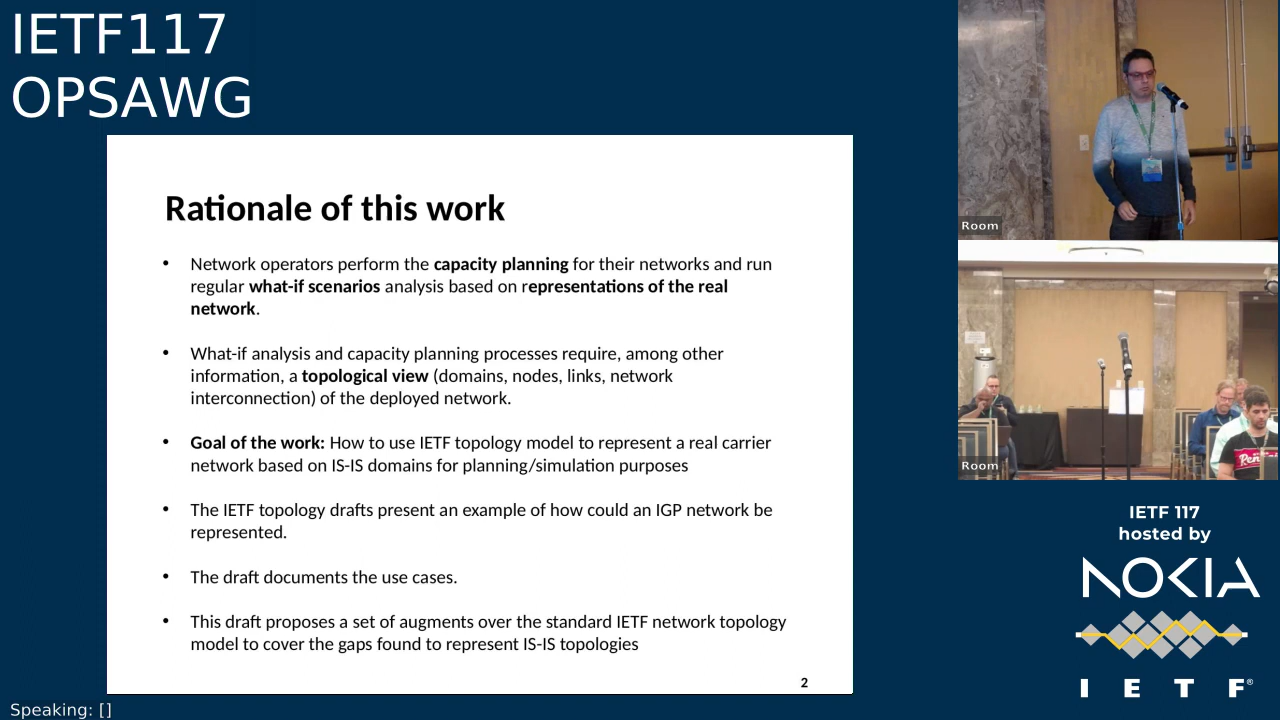 IETF117
OPSAWG
Rationale of this work
• Network operators perform the capacity planning for their networks and run
regular what-if scenarios analysis based on representations of the real
network.
• What-if analysis and capacity planning processes require, among other
information, a topological view (domains, nodes, links, network
interconnection) of the deployed network.
• Goal of the work: How to use IETF topology model to represent a real carrier
network based on IS-IS domains for planning/simulation purposes
• The IETF topology drafts present an example of how could an IGP network be
represented.
• The draft documents the use cases.
• This draft proposes a set of augments over the standard IETF network topology
model to cover the gaps found to represent IS-IS topologies
2
Speaking: []
Room
Room
IETF 117
hosted by
NOKIA
I E T F®